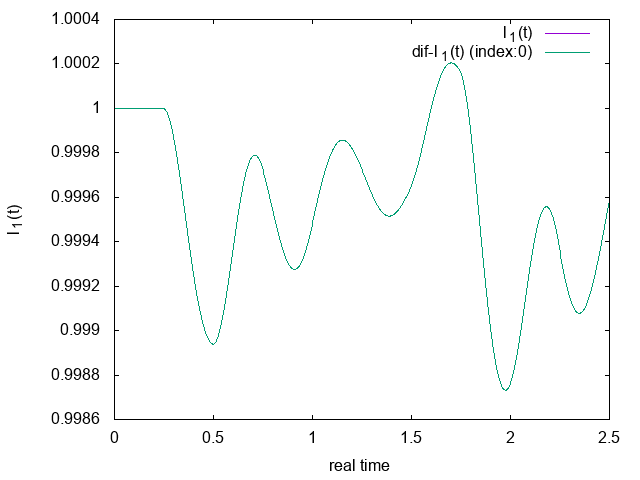 1.0004
1.0002
1
0.9998
0.9996
0.9994
0.9992
0.999
0.9988
0.9986
0 0.5 1 1.5 2 2.5
real time
I1(t)
I1(t)
dif-I1(t) (index:0)